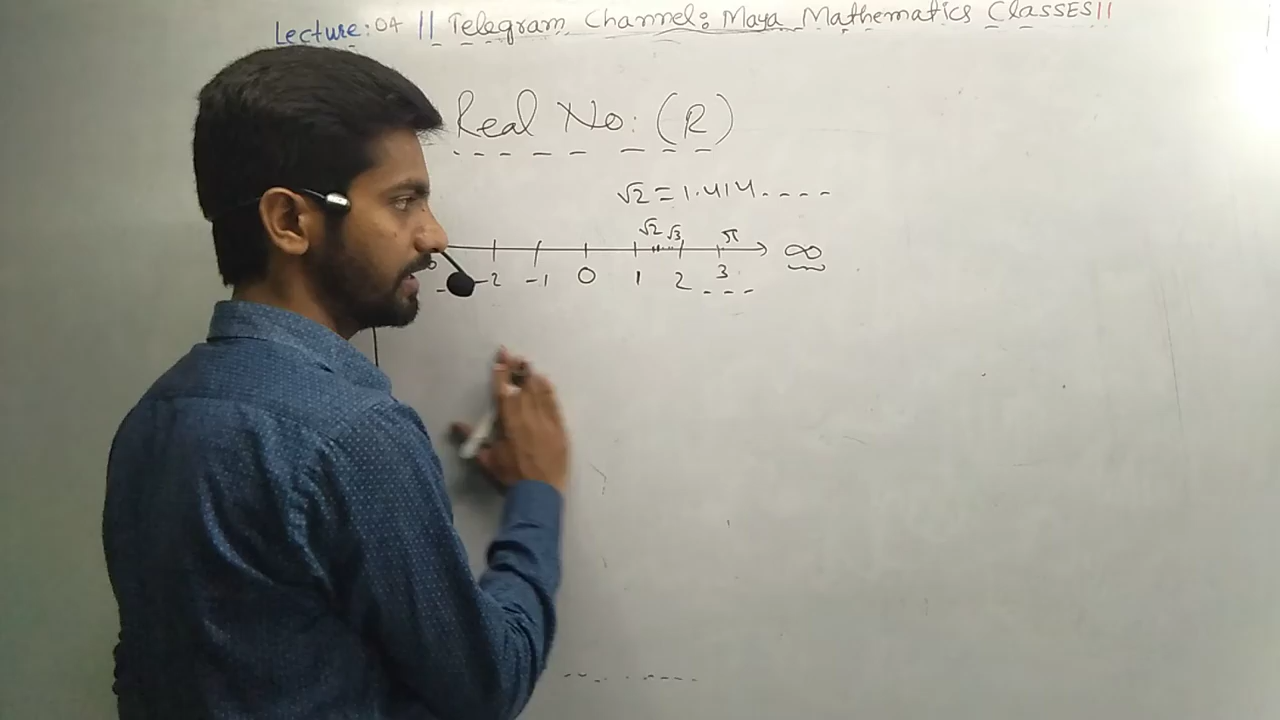 Lecture: 04 || Telegram Channel: Maya Mathematics Classes ||
Real No: (R)
√2 = 1.414....
√2 √3 π
∞
-2 -1 0 1 2 3 ---